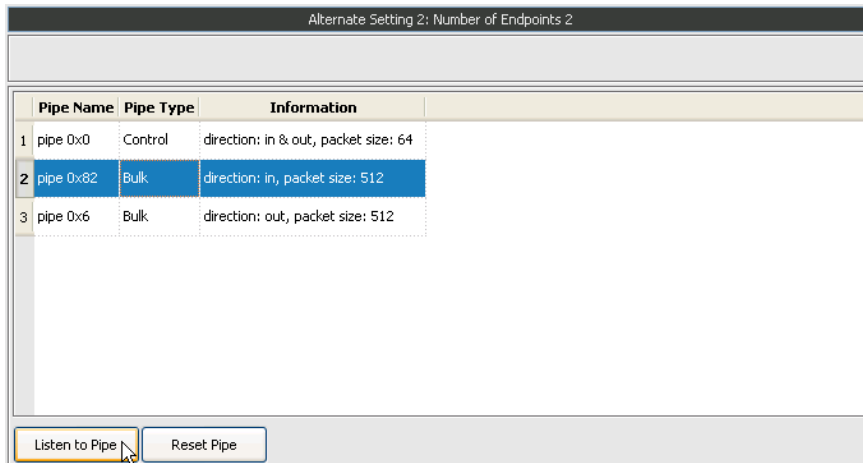 Alternate Setting 2: Number of Endpoints 2
Pipe Name Pipe Type Information
1 pipe 0x0 Control direction: in & out, packet size: 64
2 pipe 0x82 Bulk direction: in, packet size: 512
3 pipe 0x6 Bulk direction: out, packet size: 512
Listen to Pipe Reset Pipe